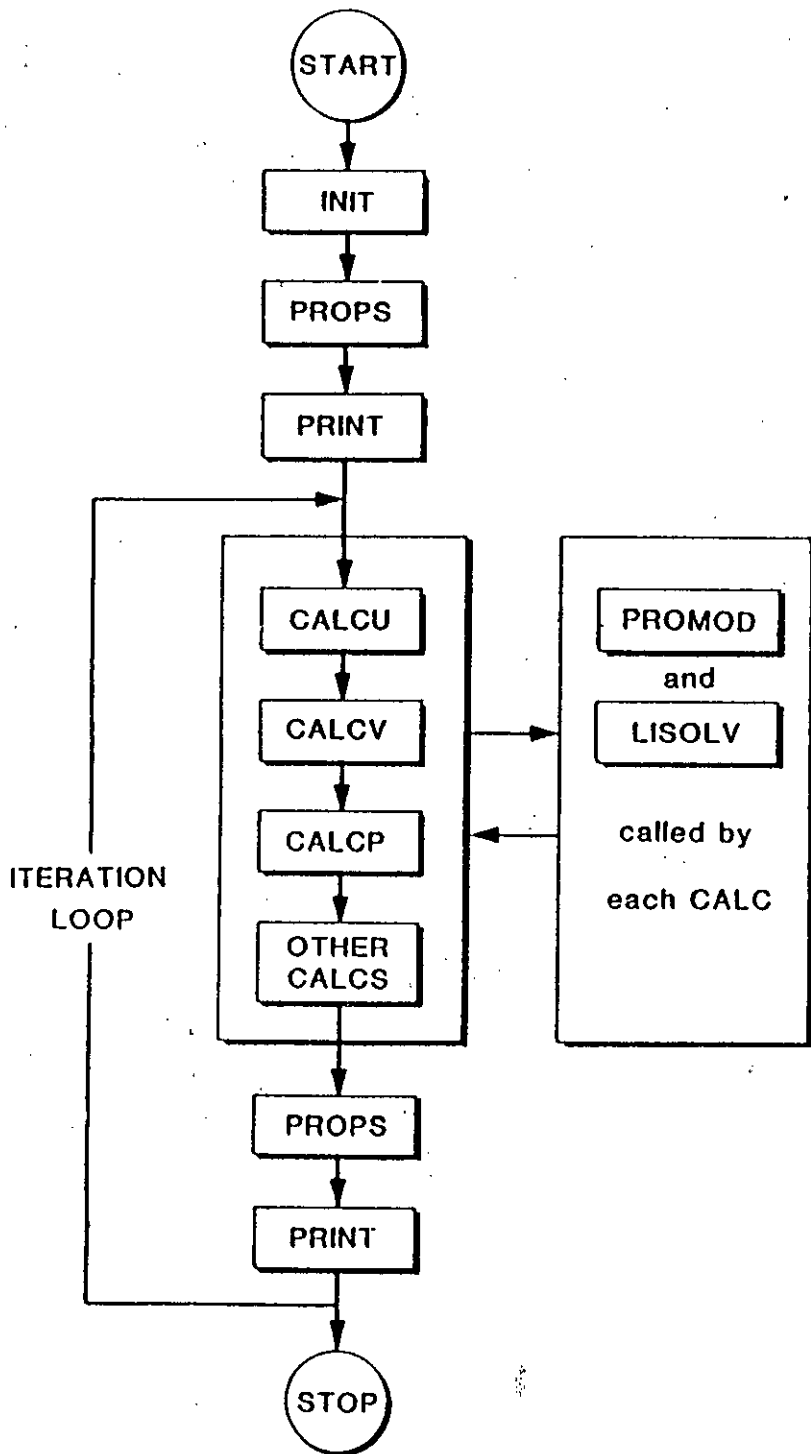 START
INIT
PROPS
PRINT
CALCU
CALCV
CALCP
OTHER
CALCS
PROMOD
and
LISOLV
called by
each CALC
ITERATION
LOOP
PROPS
PRINT
STOP